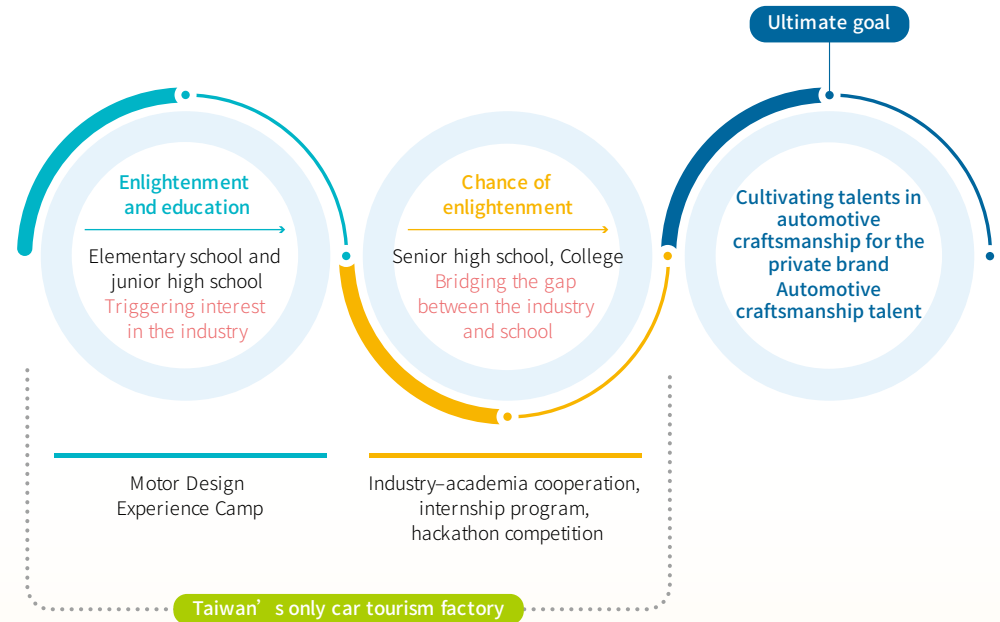 Ultimate goal
Enlightenment
and education
Elementary school and
junior high school
Triggering interest
in the industry
Chance of
enlightenment
Senior high school, College
Bridging the gap
between the industry
and school
Cultivating talents in
automotive
craftsmanship for the
private brand
Automotive
craftsmanship talent
Motor Design
Experience Camp
Industry–academia cooperation,
internship program,
hackathon competition
Taiwan’s only car tourism factory